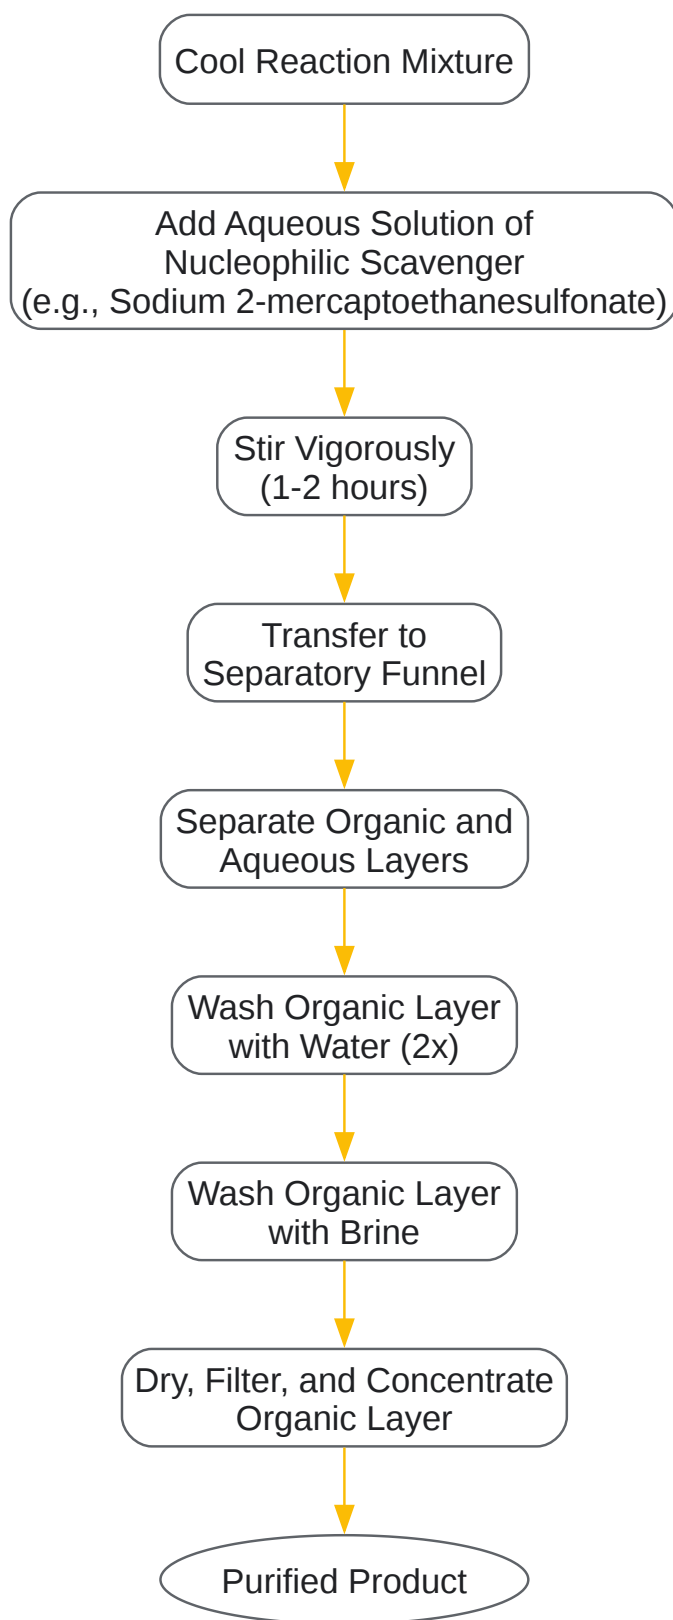 Cool Reaction Mixture
Add Aqueous Solution of
Nucleophilic Scavenger
(e.g., Sodium 2-mercaptoethanesulfonate)
Stir Vigorously
(1-2 hours)
Transfer to
Separatory Funnel
Separate Organic and
Aqueous Layers
Wash Organic Layer
with Water (2x)
Wash Organic Layer
with Brine
Dry, Filter, and Concentrate
Organic Layer
Purified Product